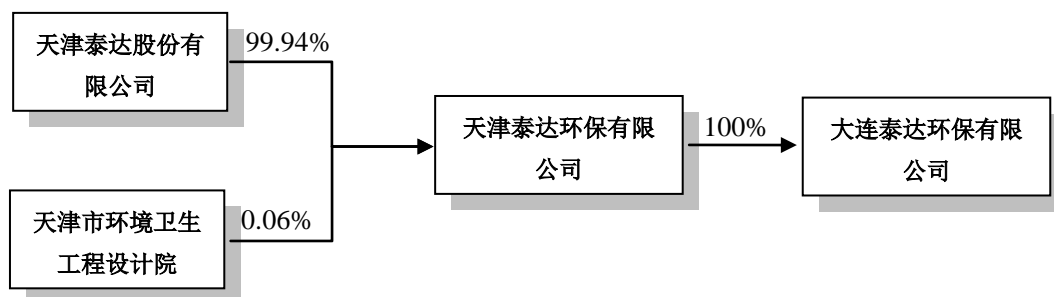 天津泰达股份有
限公司
99.94%
天津市环境卫生
工程设计院
0.06%
天津泰达环保有限
公司
100%
大连泰达环保有限
公司